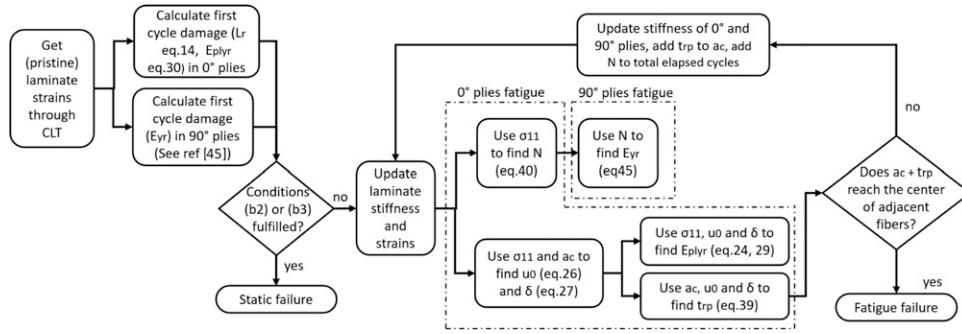 Get
(pristine)
laminate
strains
through
CLT
Calculate first
cycle damage (Lr
eq.14, Eplyr
eq.30) in 0° plies
Calculate first
cycle damage
(Eyr) in 90° plies
(See ref [45])
Conditions
(b2) or (b3)
fulfilled?
no
yes
Static failure
Update
laminate
stiffness
and
strains
0° plies fatigue
90° plies fatigue
Use σ11
to find N
(eq.40)
Use N to
find Eyr
(eq45)
Use σ11 and ac to
find u0 (eq.26)
and δ (eq.27)
Use σ11, u0 and δ to
find Eplyr (eq.24, 29)
Use ac, u0 and δ to
find trp (eq.39)
Does ac + trp
reach the center
of adjacent
fibers?
no
Update stiffness of 0° and
90° plies, add trp to ac, add
N to total elapsed cycles
yes
Fatigue failure